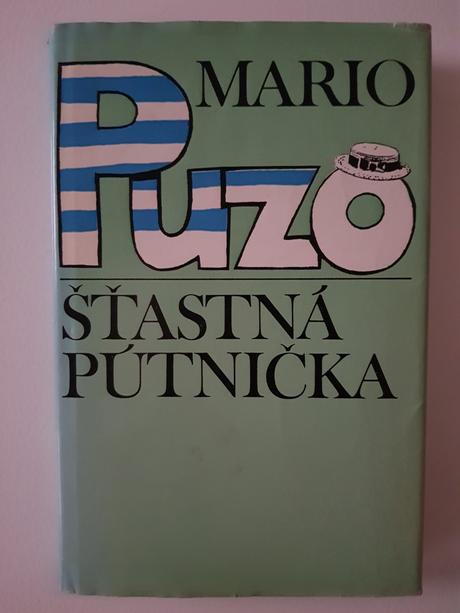 MARIO
Puzo
ŠŤASTNÁ
PÚTNIČKA